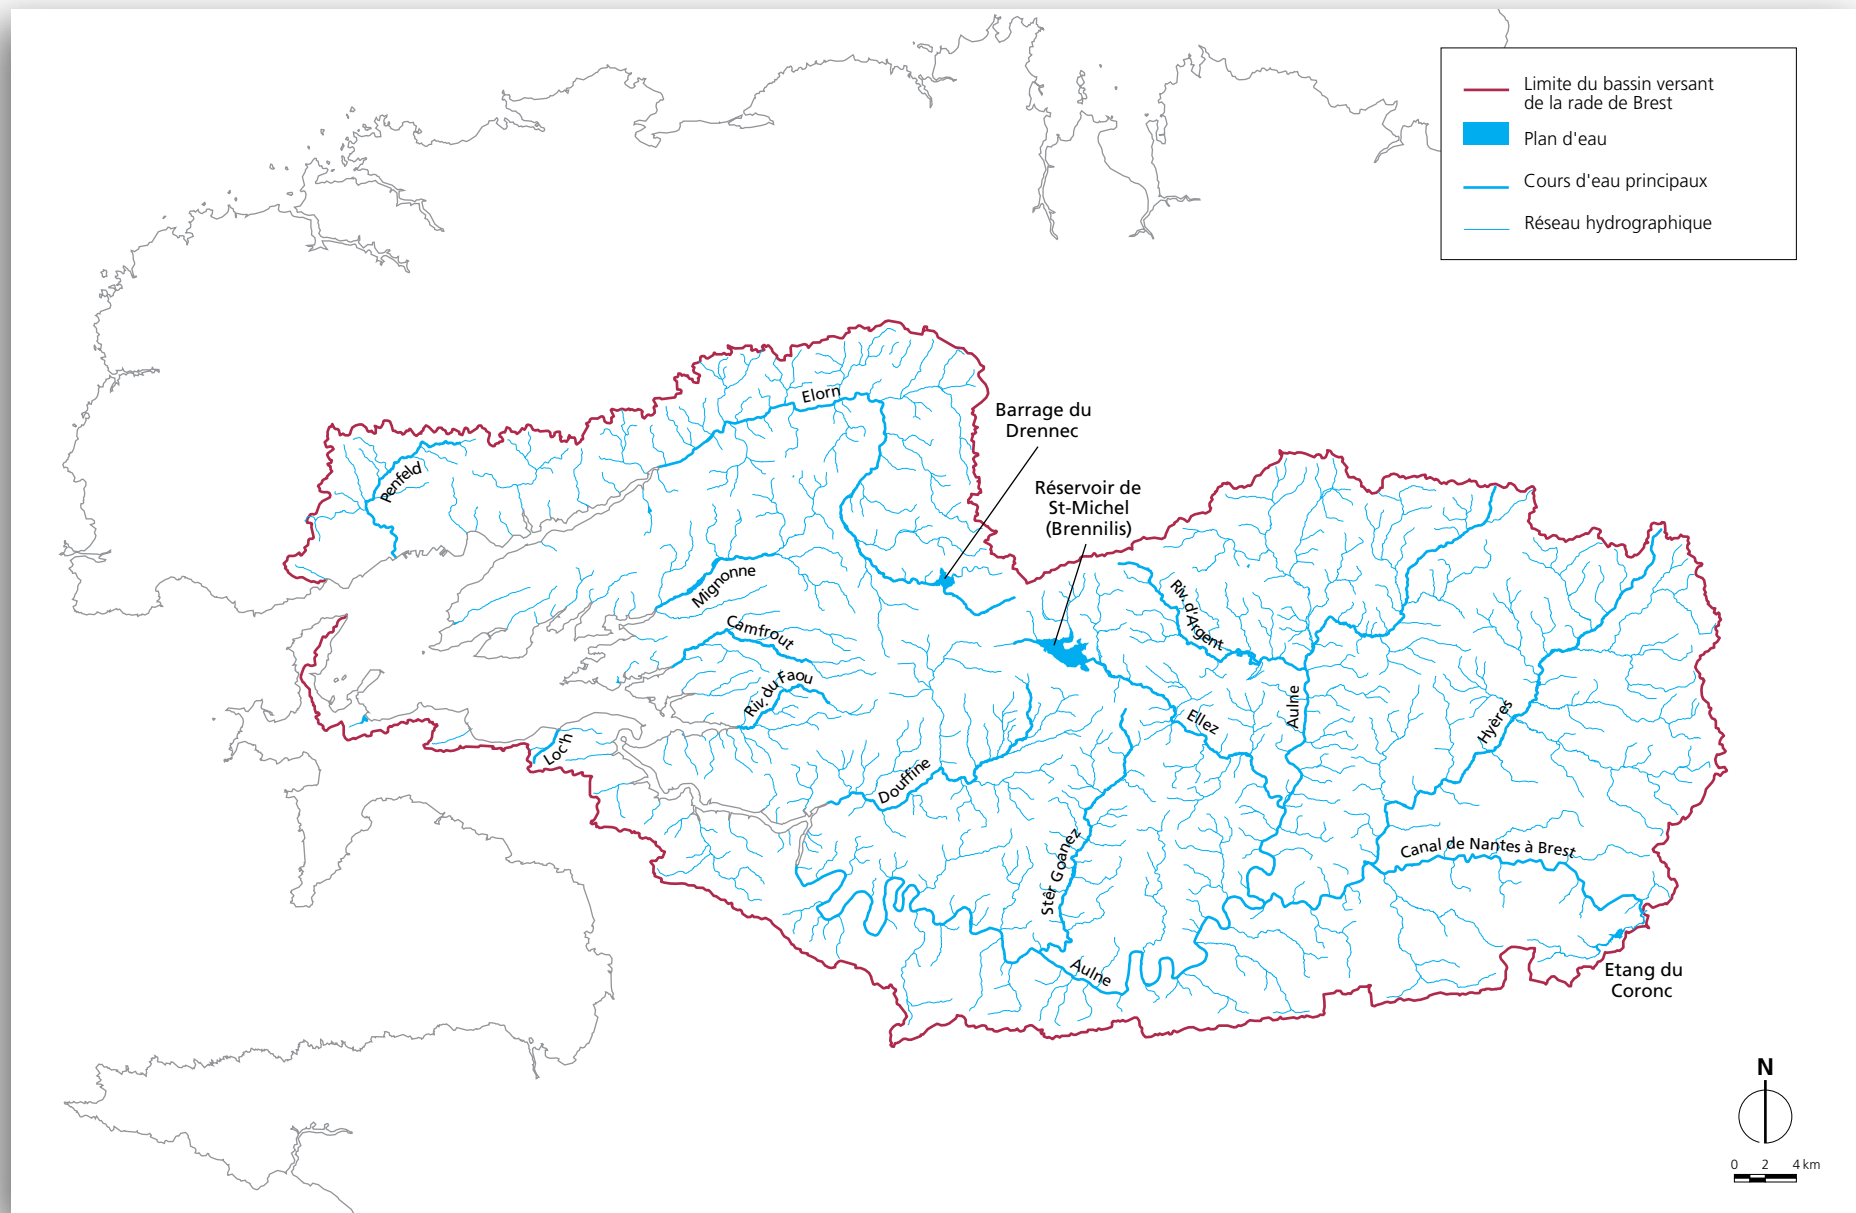 Limite du bassin versant
de la rade de Brest
Plan d'eau
Cours d'eau principaux
Réseau hydrographique
Elorn
Barrage du
Drennec
Penfeld
Réservoir de
St-Michel
(Brennilis)
Mignonne
Riv. d'Argent
Camfrout
Riv. du Faou
Aulne
Ellez
Hyères
Loc'h
Douffine
Canal de Nantes à Brest
Stêr Goanez
Aulne
Etang du
Coronc
N
0 2 4 km